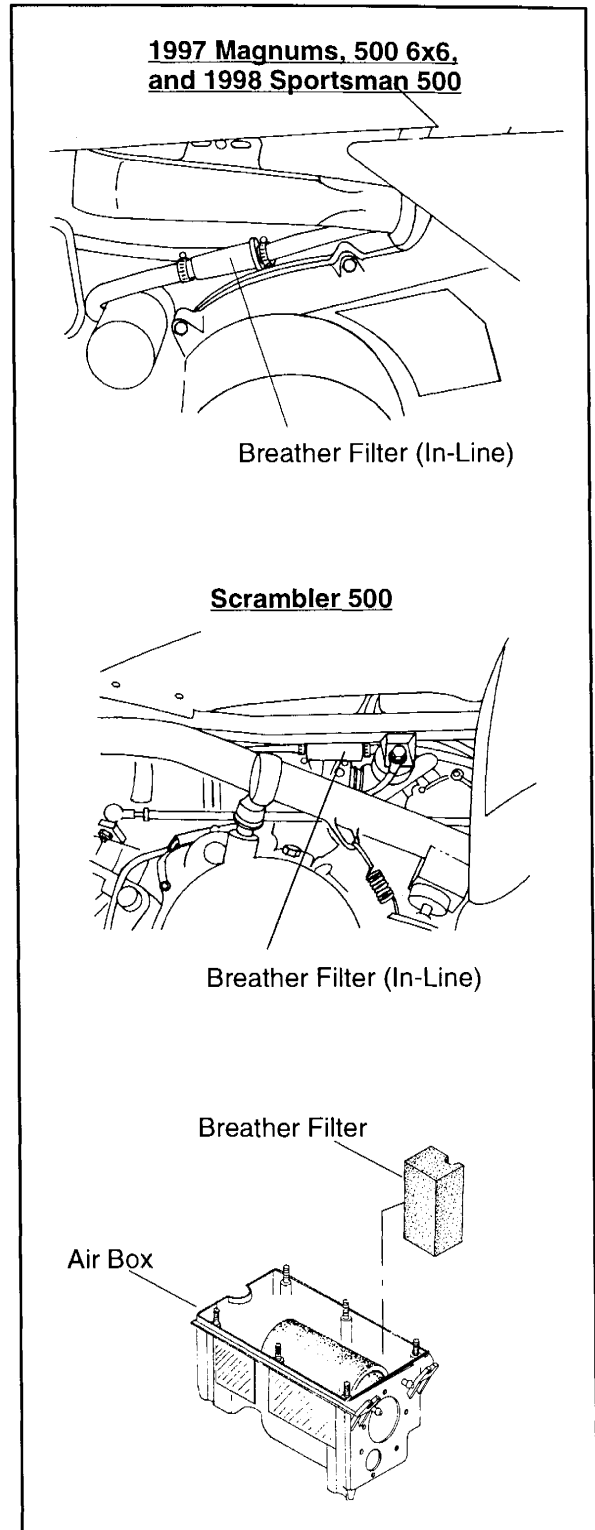 1997 Magnums, 500 6x6,
and 1998 Sportsman 500
Breather Filter (In-Line)
Scrambler 500
Breather Filter (In-Line)
Breather Filter
Air Box